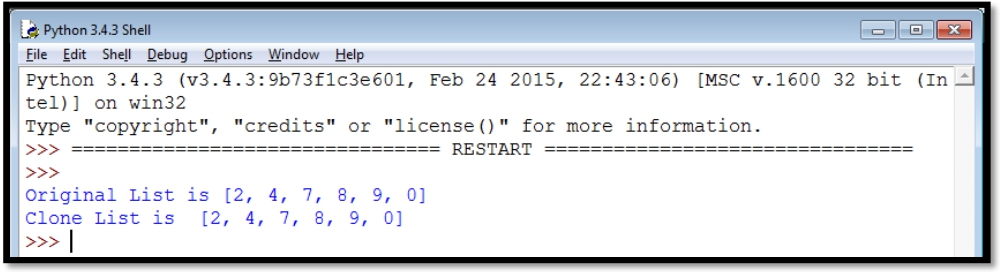 Python 3.4.3 Shell
File Edit Shell Debug Options Window Help
Python 3.4.3 (v3.4.3:9b73f1c3e601, Feb 24 2015, 22:43:06) [MSC v.1600 32 bit (In
tel)] on win32
Type "copyright", "credits" or "license()" for more information.
>>> ================================ RESTART ================================
>>>
Original List is [2, 4, 7, 8, 9, 0]
Clone List is  [2, 4, 7, 8, 9, 0]
>>>